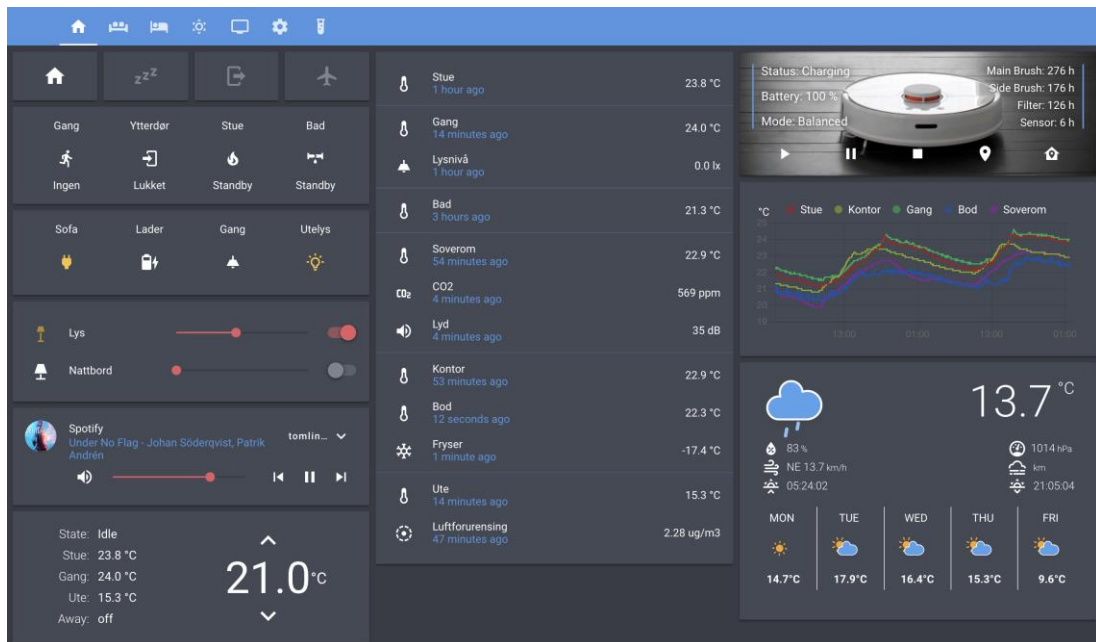 zzZ
Gang Ytterdør Stue Bad
Ingen Lukket Standby Standby
Sofa Lader Gang Utelys
Lys
Nattbord
Spotify
Under No Flag - Johan Söderqvist, Patrik
Andrén
tomlin...
State: Idle
Stue: 23.8 °C
Gang: 24.0 °C
Ute: 15.3 °C
Away: off
21.0°C
Stue 23.8 °C
1 hour ago
Gang 24.0 °C
14 minutes ago
Lysnivå 0.0 lx
1 hour ago
Bad 21.3 °C
3 hours ago
Soverom 22.9 °C
54 minutes ago
CO2 CO2 569 ppm
4 minutes ago
Lyd 35 dB
4 minutes ago
Kontor 22.9 °C
53 minutes ago
Bod 22.3 °C
12 seconds ago
Fryser -17.4 °C
1 minute ago
Ute 15.3 °C
14 minutes ago
Luftforurensing 2.28 ug/m3
47 minutes ago
Status: Charging
Battery: 100 %
Mode: Balanced
Main Brush: 276 h
Side Brush: 176 h
Filter: 126 h
Sensor: 6 h
°C Stue Kontor Gang Bod Soverom
25
24
23
22
21
20
19
13:00 01:00 13:00 01:00
13.7 °C
83 % 1014 hPa
NE 13.7 km/h km
05:24:02 21:05:04
MON TUE WED THU FRI
14.7°C 17.9°C 16.4°C 15.3°C 9.6°C